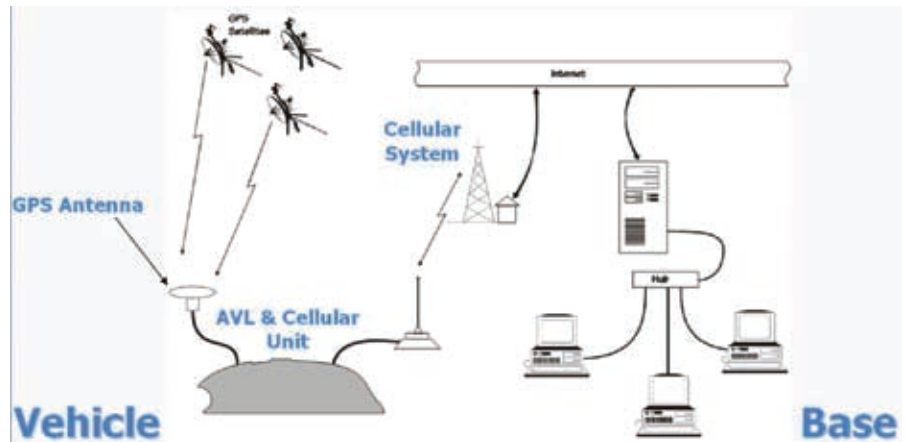 GPS
Satellites
Internet
Cellular
System
GPS Antenna
Hub
AVL & Cellular
Unit
Vehicle
Base